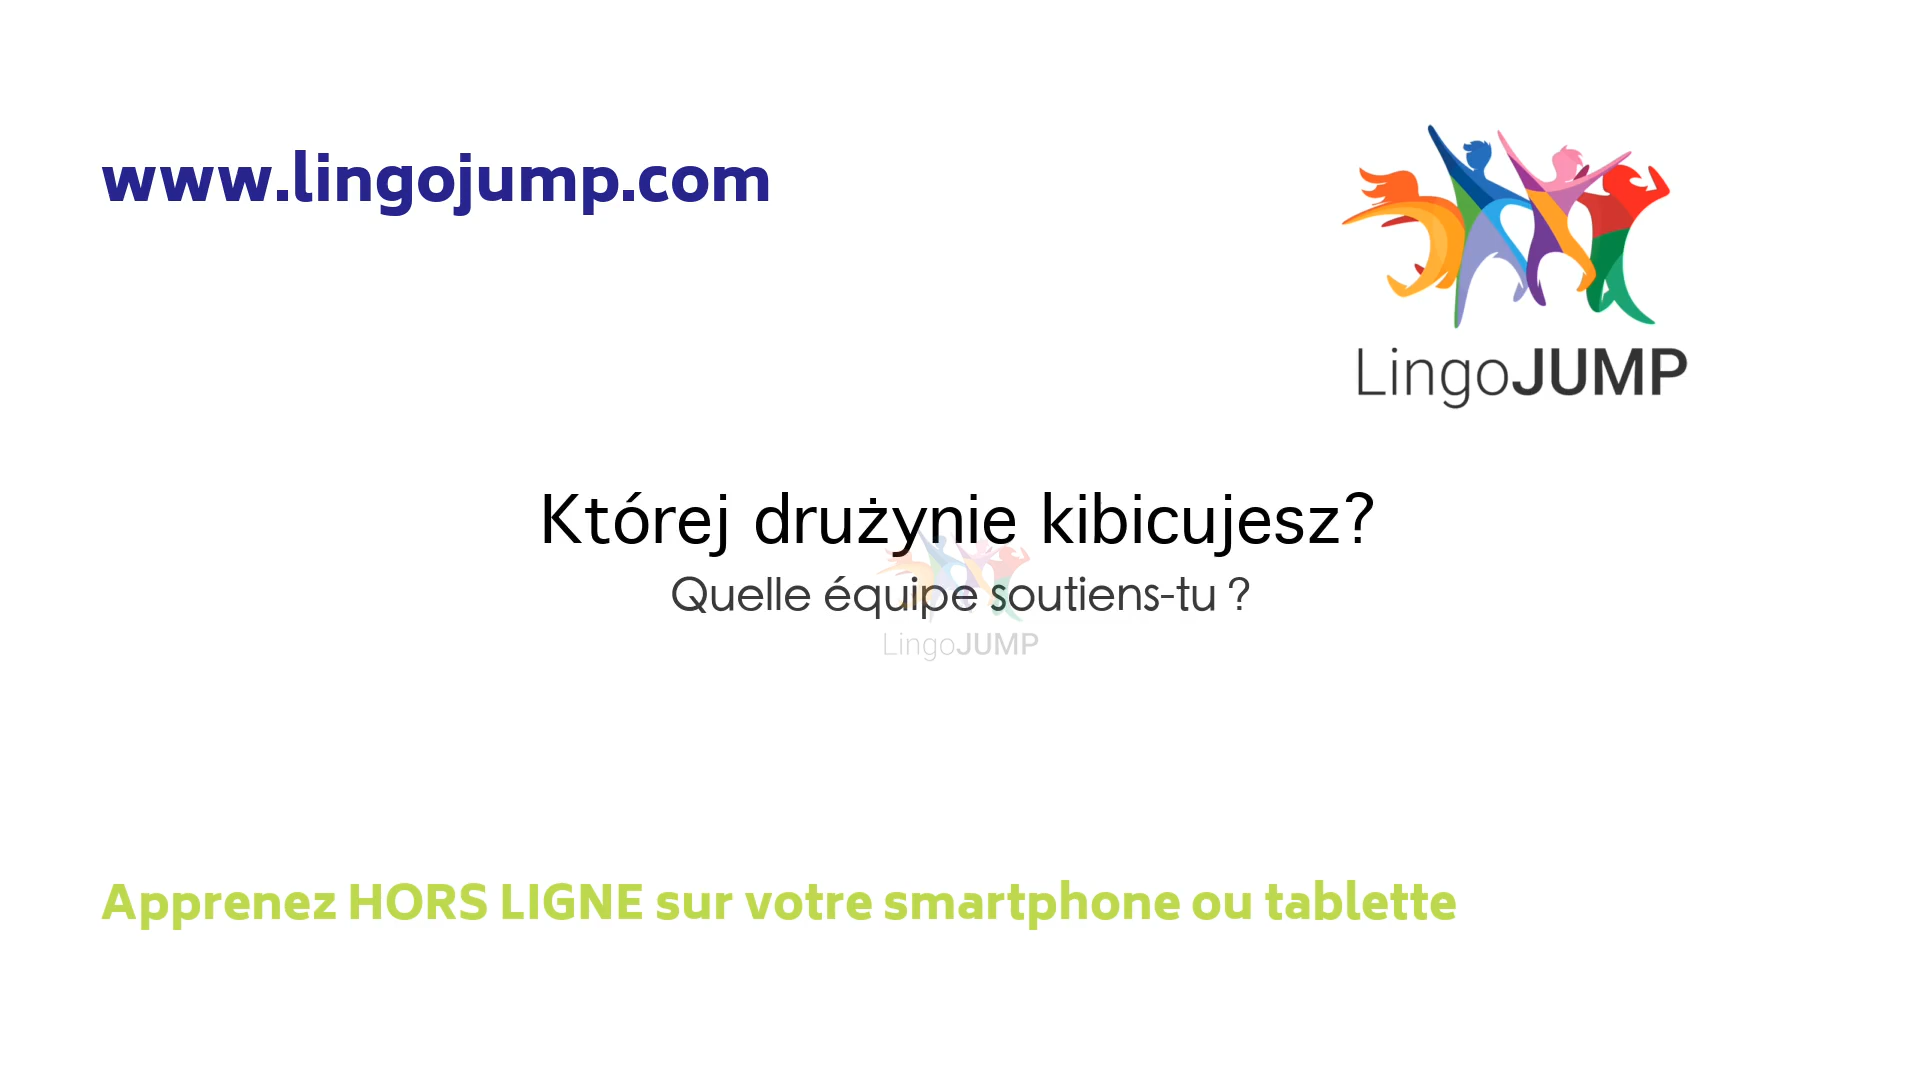 www.lingojump.com
LingoJUMP
Której drużynie kibicujesz?
Quelle équipe soutiens-tu ?
LingoJUMP
Apprenez HORS LIGNE sur votre smartphone ou tablette